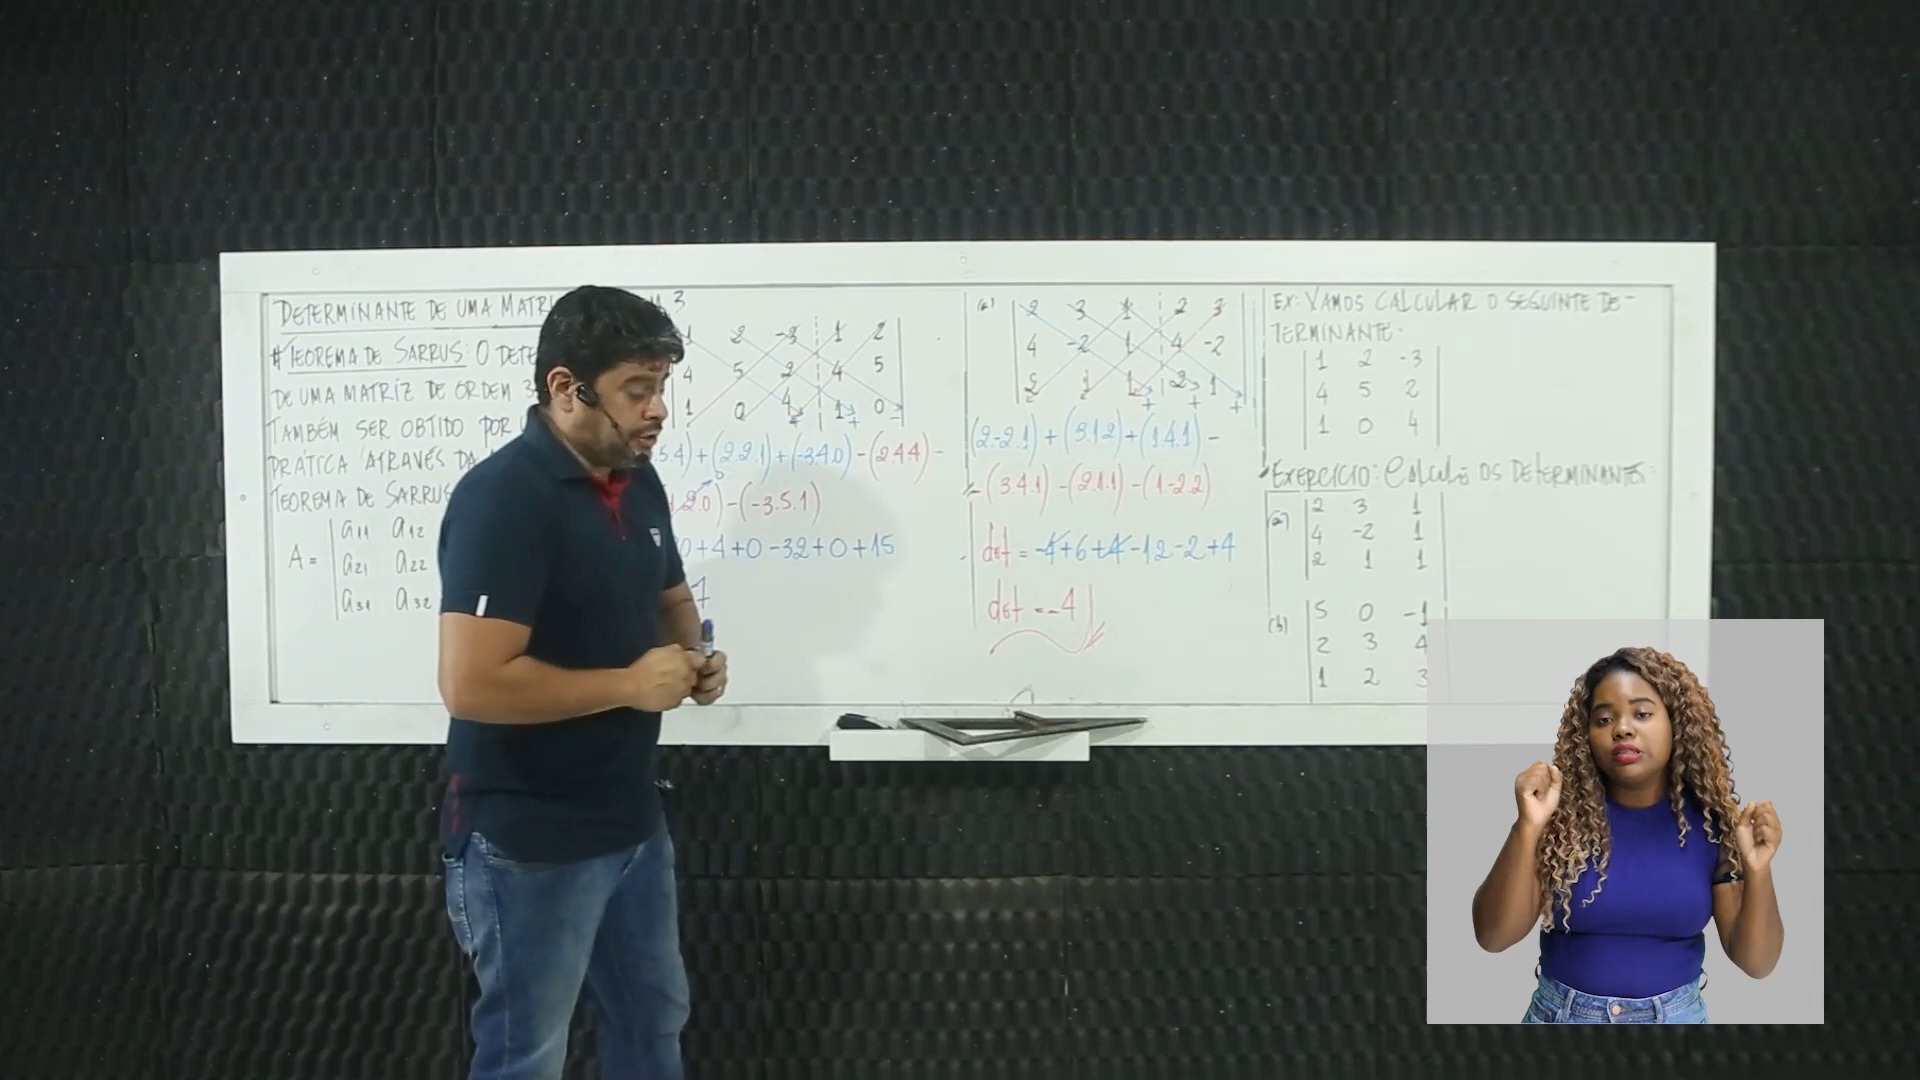 DETERMINANTE DE UMA MATRI 3
# TEOREMA DE SARRUS: O DETE
DE UMA MATRIZ DE ORDEM 3
TAMBÉM SER OBTIDO POR
PRÁTICA ATRAVÉS DA
TEOREMA DE SARRUS
a11 a12
A = a21 a22
a31 a32
1 2 -3 1 2
4 5 2 4 5
1 0 4 1 0
.5.4) + (2.2.1) + (-3.4.0) - (2.4.4) -
2.0) - (-3.5.1)
0+4+0-32+0+15
(a) 2 3 1 2 3
4 -2 1 4 -2
2 1 1 2 1
+ + +
(2.-2.1) + (3.1.2) + (1.4.1) -
- (3.4.1) - (2.1.1) - (1.-2.2)
det = -4+6+4-12-2+4
det = -4
EX: VAMOS CALCULAR O SEGUINTE DE-
TERMINANTE.
1 2 -3
4 5 2
1 0 4
EXERCÍCIO: CALCULE OS DETERMINANTES:
(a) 2 3 1
4 -2 1
2 1 1
(b) 5 0 -1
2 3 4
1 2 3